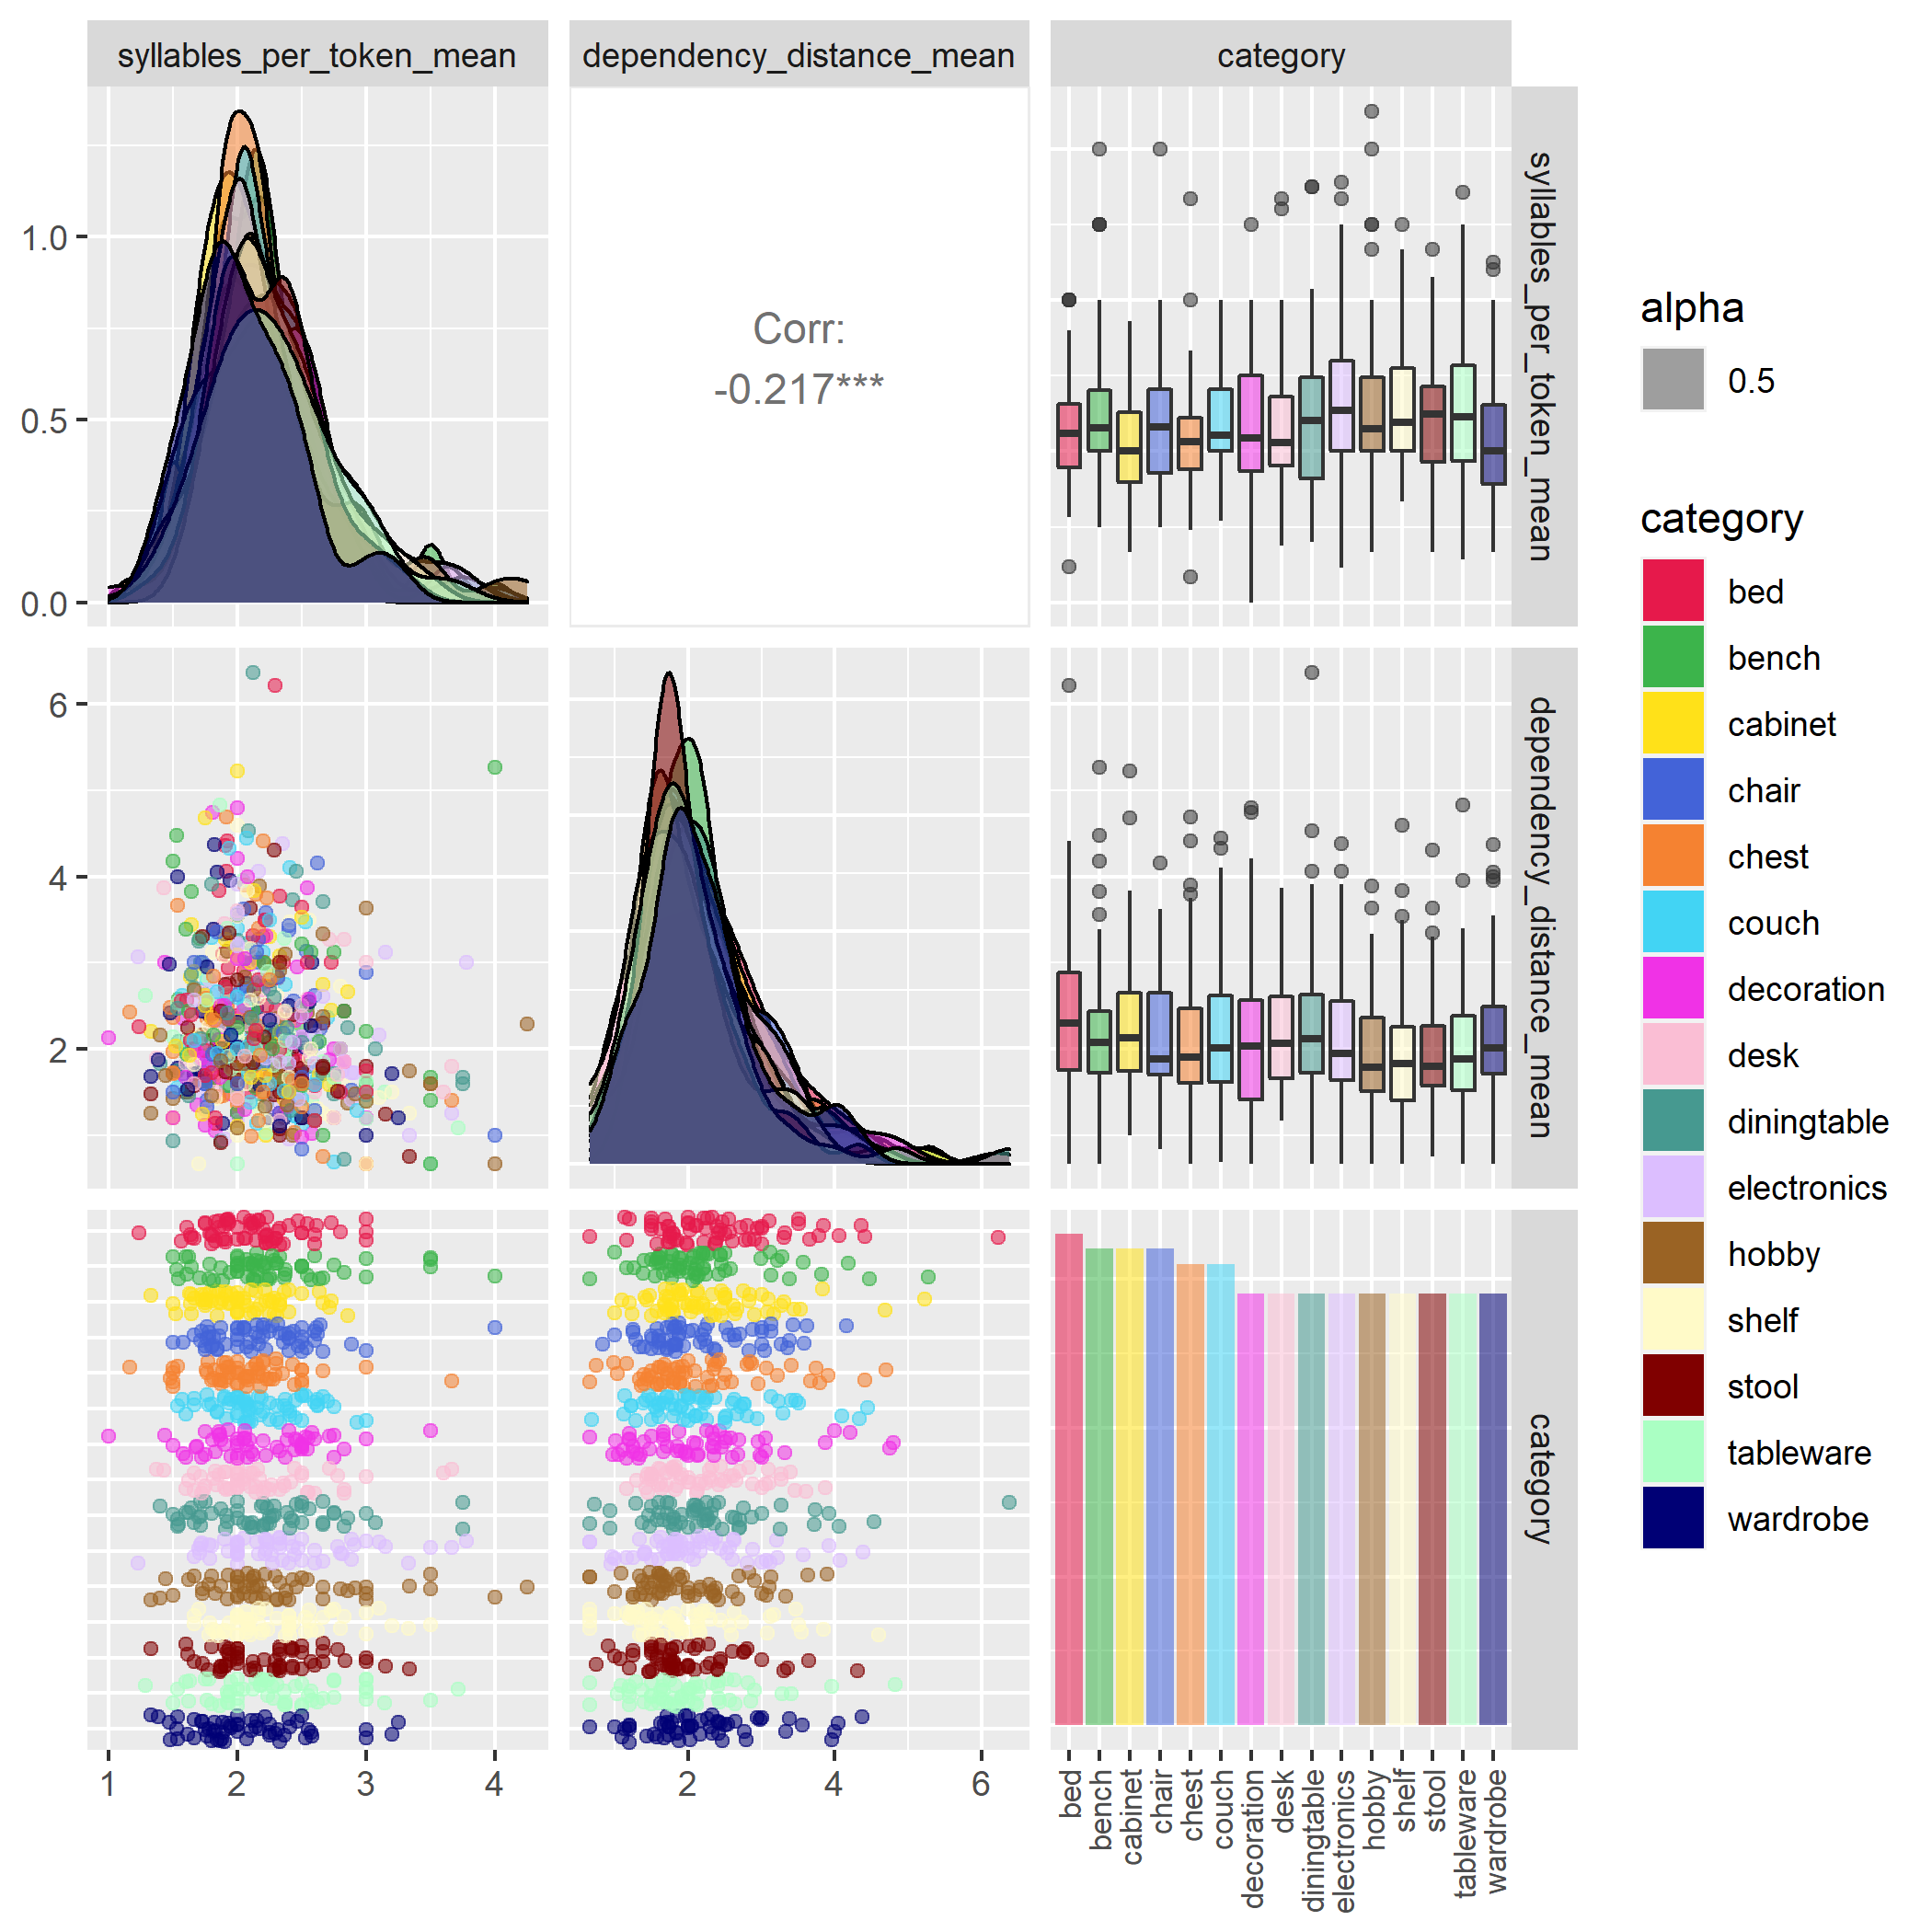 syllables_per_token_mean
dependency_distance_mean
category
1.0
0.5
0.0
Corr:
-0.217***
syllables_per_token_mean
6
4
2
dependency_distance_mean
category
1
2
3
4
2
4
6
bed
bench
cabinet
chair
chest
couch
decoration
desk
diningtable
electronics
hobby
shelf
stool
tableware
wardrobe
alpha
0.5
category
bed
bench
cabinet
chair
chest
couch
decoration
desk
diningtable
electronics
hobby
shelf
stool
tableware
wardrobe